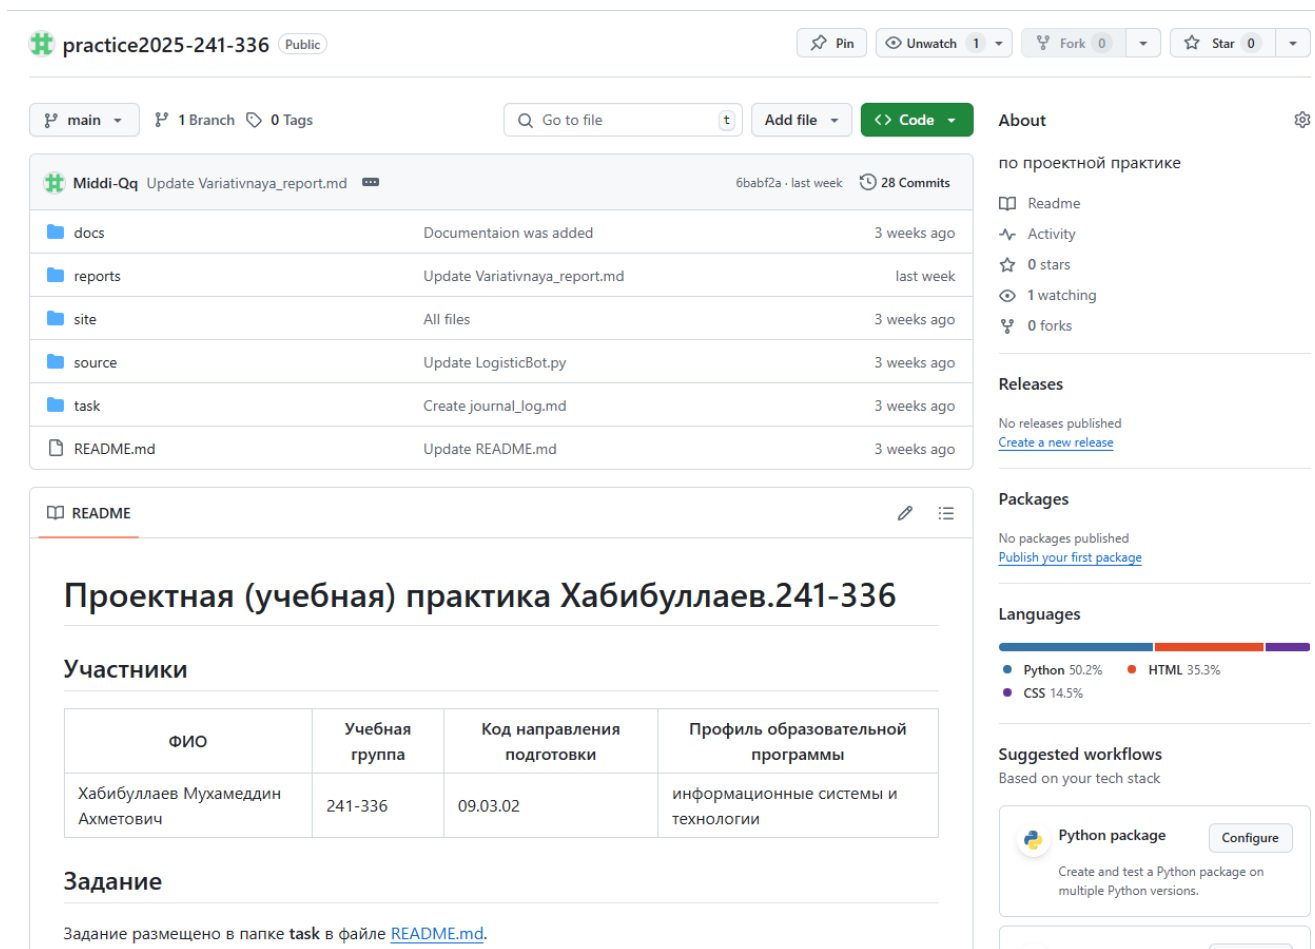 practice2025-241-336 Public
Pin
Unwatch 1
Fork 0
Star 0
main
1 Branch
0 Tags
Go to file
t
Add file
Code
Middi-Qq Update Variativnaya_report.md
6babf2a · last week
28 Commits
docs Documentaion was added 3 weeks ago
reports Update Variativnaya_report.md last week
site All files 3 weeks ago
source Update LogisticBot.py 3 weeks ago
task Create journal_log.md 3 weeks ago
README.md Update README.md 3 weeks ago
README
Проектная (учебная) практика Хабибуллаев.241-336
Участники
ФИО
Учебная
группа
Код направления
подготовки
Профиль образовательной
программы
Хабибуллаев Мухамеддин
Ахметович
241-336
09.03.02
информационные системы и
технологии
Задание
Задание размещено в папке task в файле README.md.
About
по проектной практике
Readme
Activity
0 stars
1 watching
0 forks
Releases
No releases published
Create a new release
Packages
No packages published
Publish your first package
Languages
Python 50.2% HTML 35.3%
CSS 14.5%
Suggested workflows
Based on your tech stack
Python package
Configure
Create and test a Python package on
multiple Python versions.